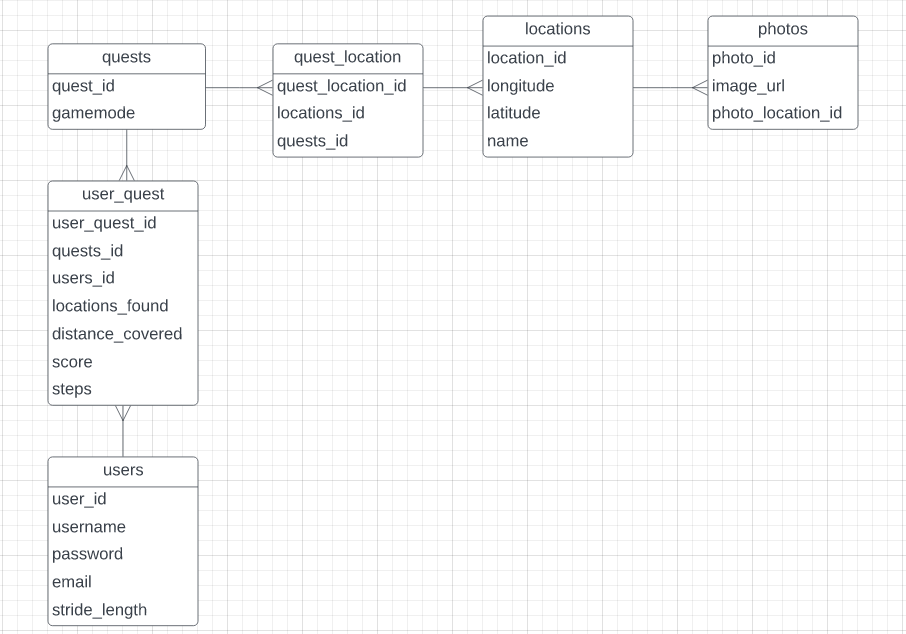 quests
quest_id
gamemode
quest_location
quest_location_id
locations_id
quests_id
locations
location_id
longitude
latitude
name
photos
photo_id
image_url
photo_location_id
user_quest
user_quest_id
quests_id
users_id
locations_found
distance_covered
score
steps
users
user_id
username
password
email
stride_length